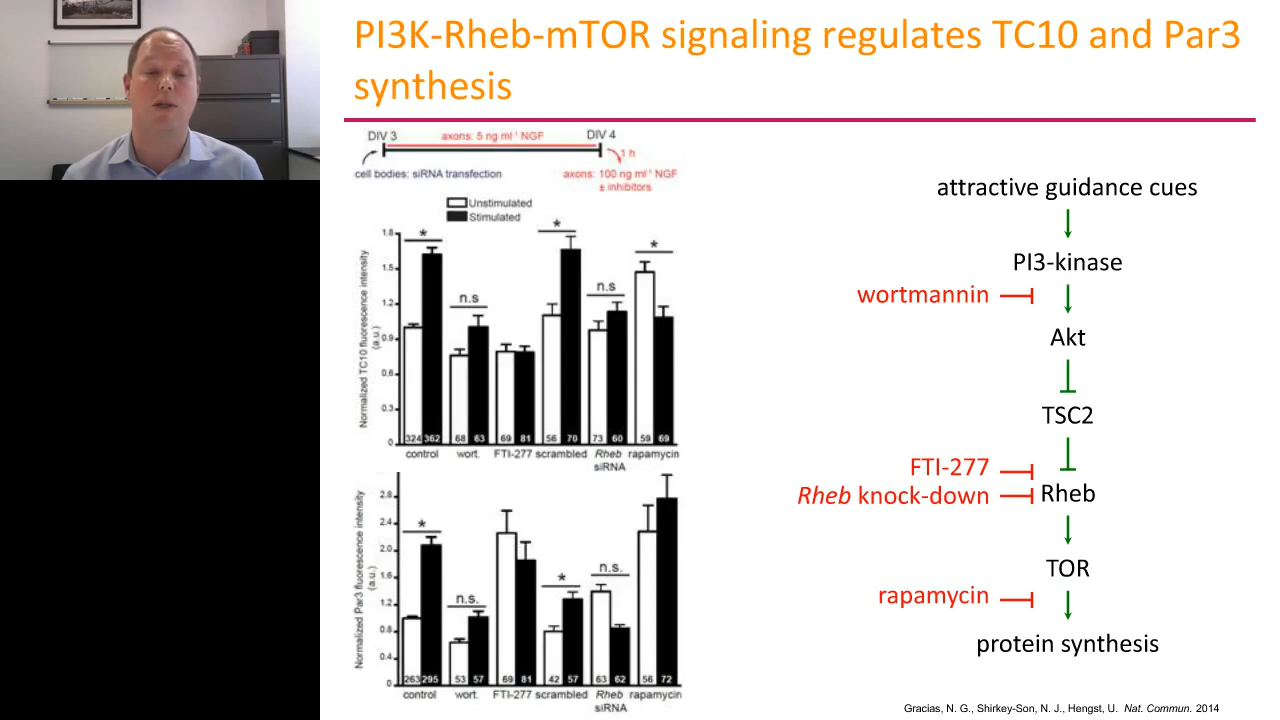 PI3K-Rheb-mTOR signaling regulates TC10 and Par3
synthesis
DIV 3
axons: 5 ng ml⁻¹ NGF
DIV 4
1 h
cell bodies: siRNA transfection
axons: 100 ng ml⁻¹ NGF
± inhibitors
Unstimulated
Stimulated
Normalized TC10 fluorescence intensity
(a.u.)
1.8
1.5
1.2
0.9
0.6
0.3
0
* n.s * n.s *
324 362 68 63 69 81 56 70 73 60 59 69
control wort. FTI-277 scrambled Rheb rapamycin
siRNA
Normalized Par3 fluorescence intensity
(a.u.)
2.8
2.4
2.0
1.6
1.2
0.8
0.4
0
* n.s. * n.s.
263 295 53 57 69 81 42 57 63 62 56 72
control wort. FTI-277 scrambled Rheb rapamycin
siRNA
attractive guidance cues
PI3-kinase
wortmannin
Akt
TSC2
FTI-277
Rheb knock-down
Rheb
TOR
rapamycin
protein synthesis
Gracias, N. G., Shirkey-Son, N. J., Hengst, U. Nat. Commun. 2014